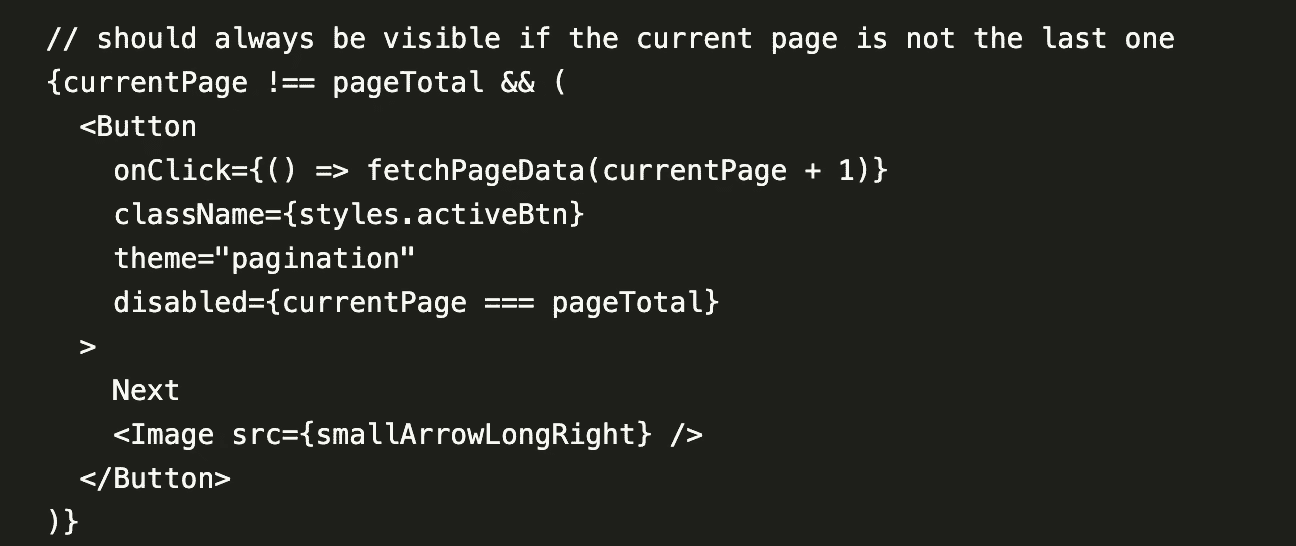 // should always be visible if the current page is not the last one
{currentPage !== pageTotal && (
  <Button
    onClick={() => fetchPageData(currentPage + 1)}
    className={styles.activeBtn}
    theme="pagination"
    disabled={currentPage === pageTotal}
  >
    Next
    <Image src={smallArrowLongRight} />
  </Button>
)}